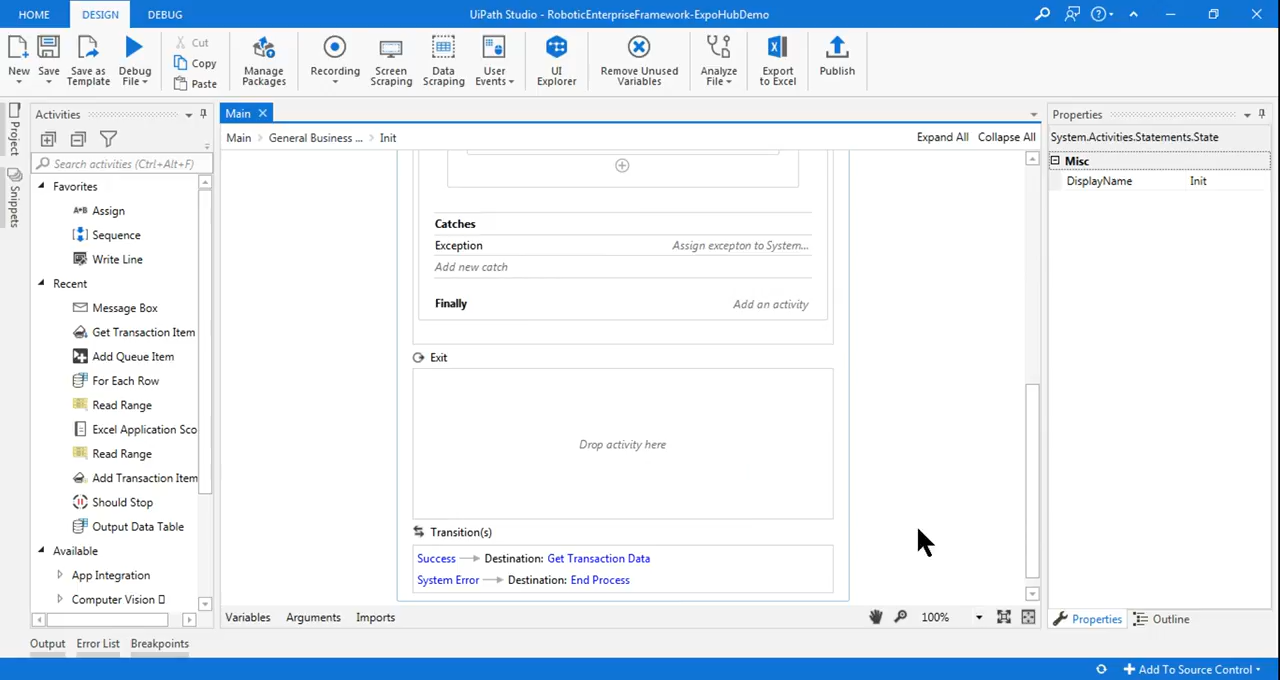 HOME DESIGN DEBUG UiPath Studio - RoboticEnterpriseFramework-ExpoHubDemo
New Save Save as Template Debug File Cut Copy Paste Manage Packages Recording Screen Scraping Data Scraping User Events UI Explorer Remove Unused Variables Analyze File Export to Excel Publish
Project
Snippets
Activities
Search activities (Ctrl+Alt+F)
Favorites
Assign
Sequence
Write Line
Recent
Message Box
Get Transaction Item
Add Queue Item
For Each Row
Read Range
Excel Application Sco
Read Range
Add Transaction Item
Should Stop
Output Data Table
Available
App Integration
Computer Vision
Main
Main > General Business ... > Init
Expand All Collapse All
Catches
Exception Assign excepton to System...
Add new catch
Finally Add an activity
Exit
Drop activity here
Transition(s)
Success Destination: Get Transaction Data
System Error Destination: End Process
Variables Arguments Imports 100%
Properties
System.Activities.Statements.State
Misc
DisplayName Init
Properties Outline
Output Error List Breakpoints
Add To Source Control